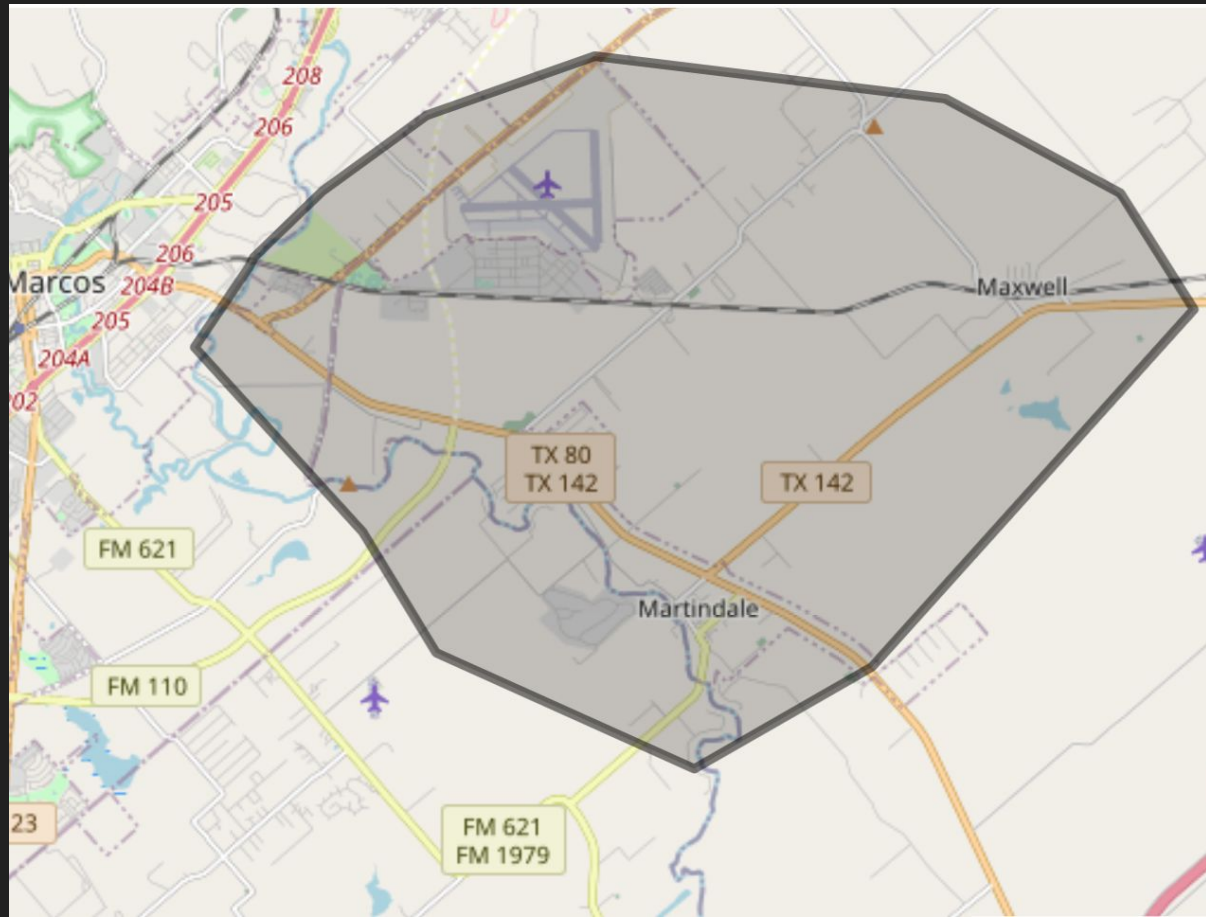 208
206
205
206
Marcos
204B
205
204A
02
Maxwell
TX 80
TX 142
TX 142
FM 621
Martindale
FM 110
23
FM 621
FM 1979